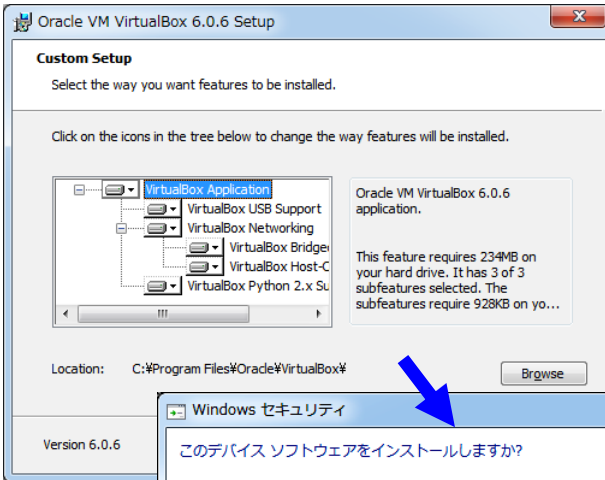 Oracle VM VirtualBox 6.0.6 Setup
Custom Setup
Select the way you want features to be installed.
Click on the icons in the tree below to change the way features will be installed.
VirtualBox Application
VirtualBox USB Support
VirtualBox Networking
VirtualBox Bridge
VirtualBox Host-C
VirtualBox Python 2.x Su
Oracle VM VirtualBox 6.0.6
application.
This feature requires 234MB on
your hard drive. It has 3 of 3
subfeatures selected. The
subfeatures require 928KB on yo...
Location: C:¥Program Files¥Oracle¥VirtualBox¥
Browse
Windows セキュリティ
Version 6.0.6
このデバイス ソフトウェアをインストールしますか?